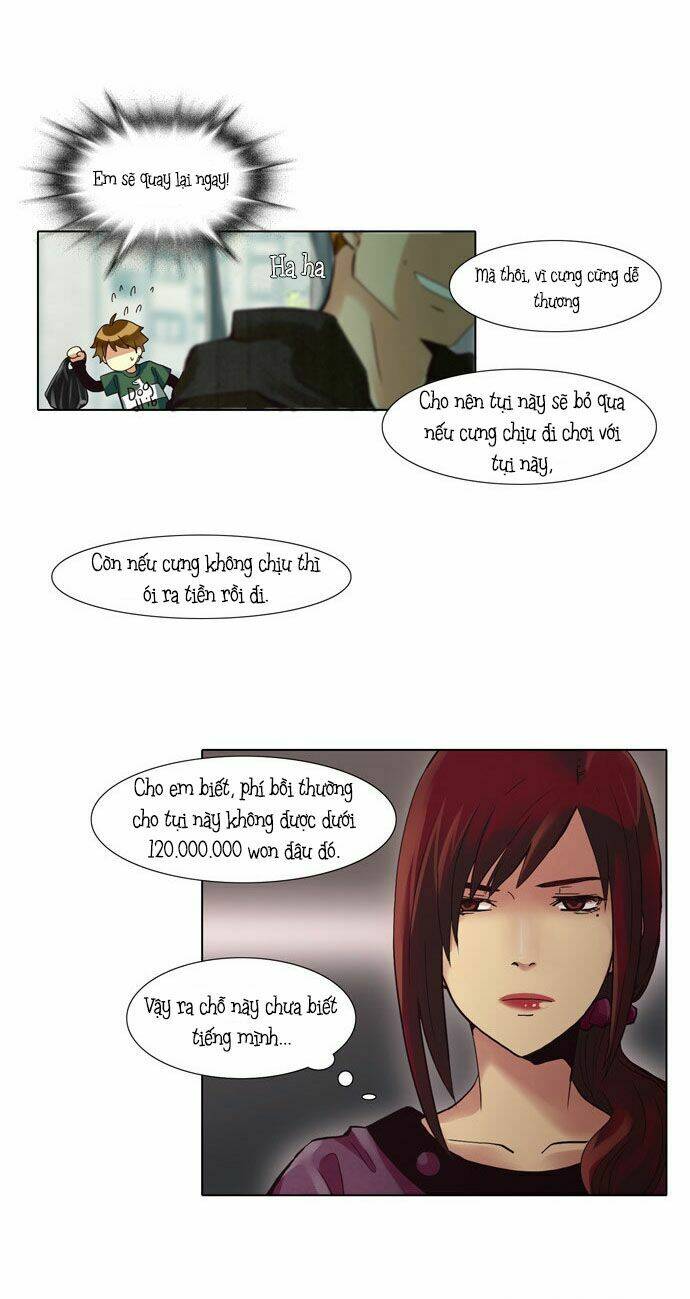 Em sẽ quay lại ngay!
Ha ha
Mà thôi, vì cưng cũng dễ
thương
Cho nên tụi này sẽ bỏ qua
nếu cưng chịu đi chơi với
tụi này,
Còn nếu cưng không chịu thì
ói ra tiền rồi đi.
Cho em biết, phí bồi thường
cho tụi này không được dưới
120.000.000 won đâu đó.
Vậy ra chỗ này chưa biết
tiếng mình...